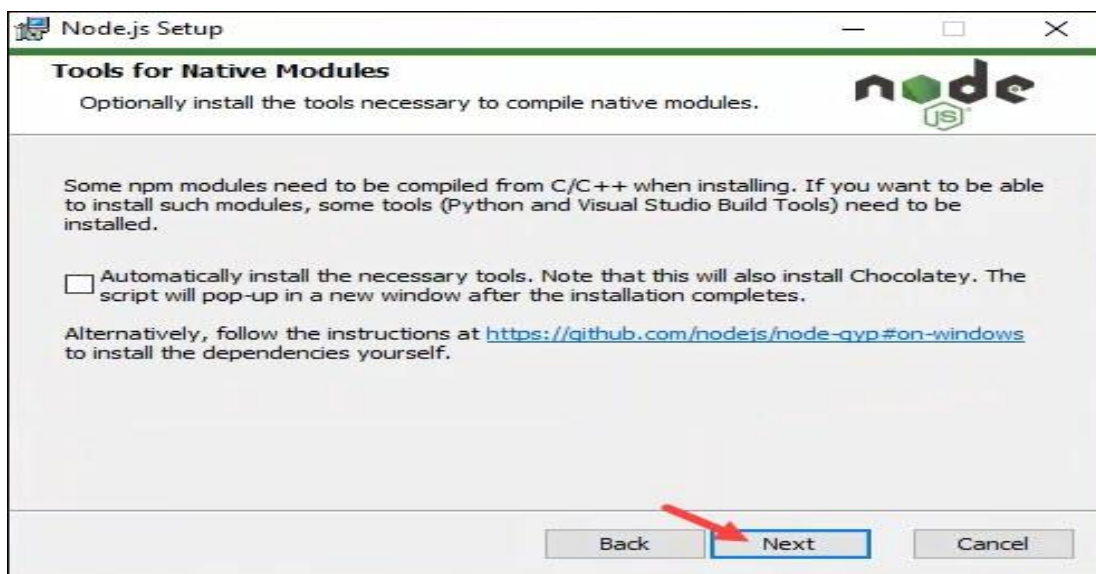 Node.js Setup
Tools for Native Modules
Optionally install the tools necessary to compile native modules.
node
JS
Some npm modules need to be compiled from C/C++ when installing. If you want to be able
to install such modules, some tools (Python and Visual Studio Build Tools) need to be
installed.
Automatically install the necessary tools. Note that this will also install Chocolatey. The
script will pop-up in a new window after the installation completes.
Alternatively, follow the instructions at https://github.com/nodejs/node-gyp#on-windows
to install the dependencies yourself.
Back
Next
Cancel